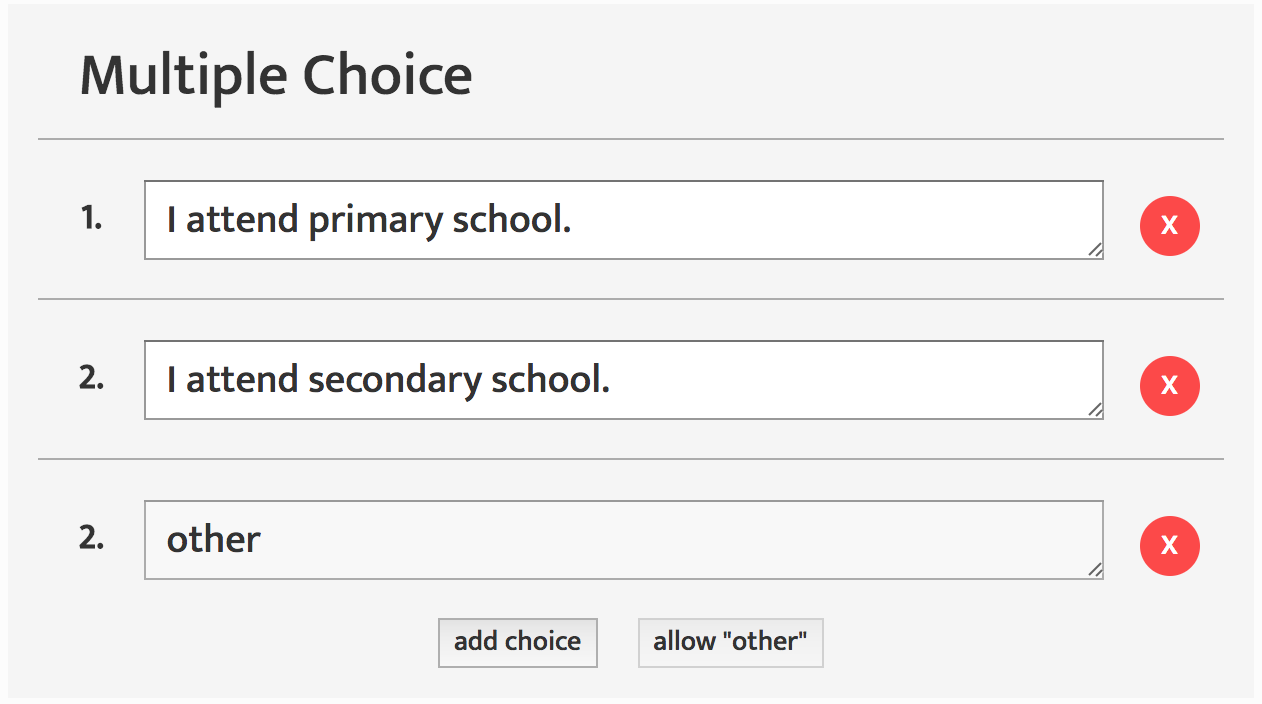 Multiple Choice
1. I attend primary school. X
2. I attend secondary school. X
2. other X
add choice allow "other"